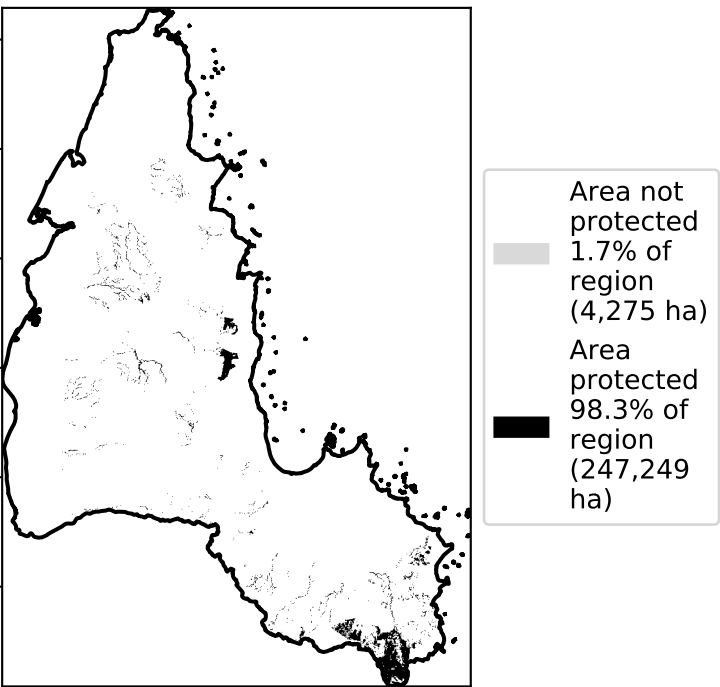 Area not
protected
1.7% of
region
(4,275 ha)
Area
protected
98.3% of
region
(247,249
ha)